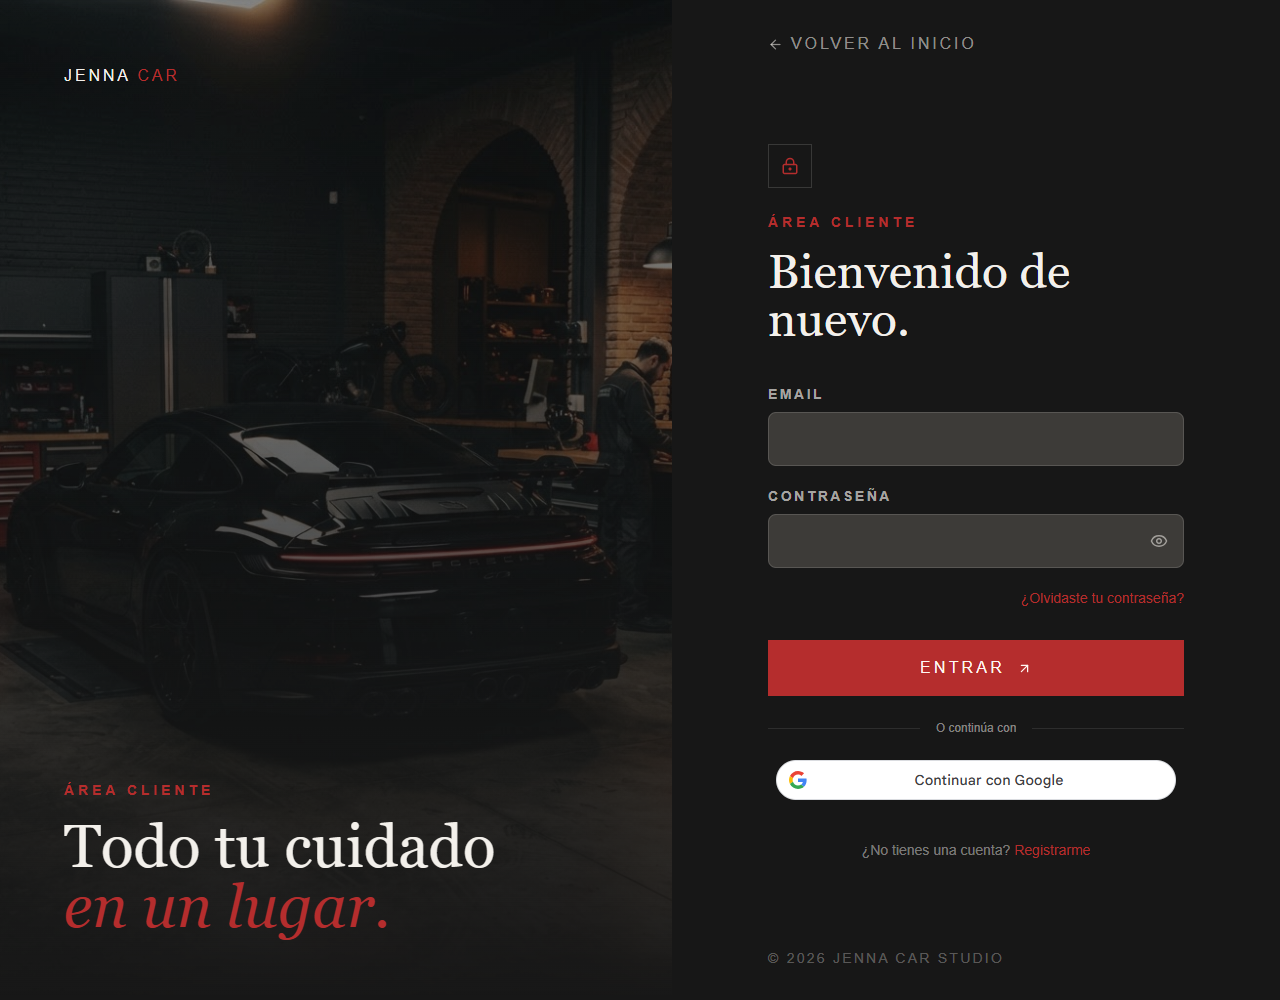 JENNA CAR
ÁREA CLIENTE
Todo tu cuidado
en un lugar.
← VOLVER AL INICIO
ÁREA CLIENTE
Bienvenido de
nuevo.
EMAIL
CONTRASEÑA
¿Olvidaste tu contraseña?
ENTRAR ↗
O continúa con
Continuar con Google
¿No tienes una cuenta? Registrarme
© 2026 JENNA CAR STUDIO